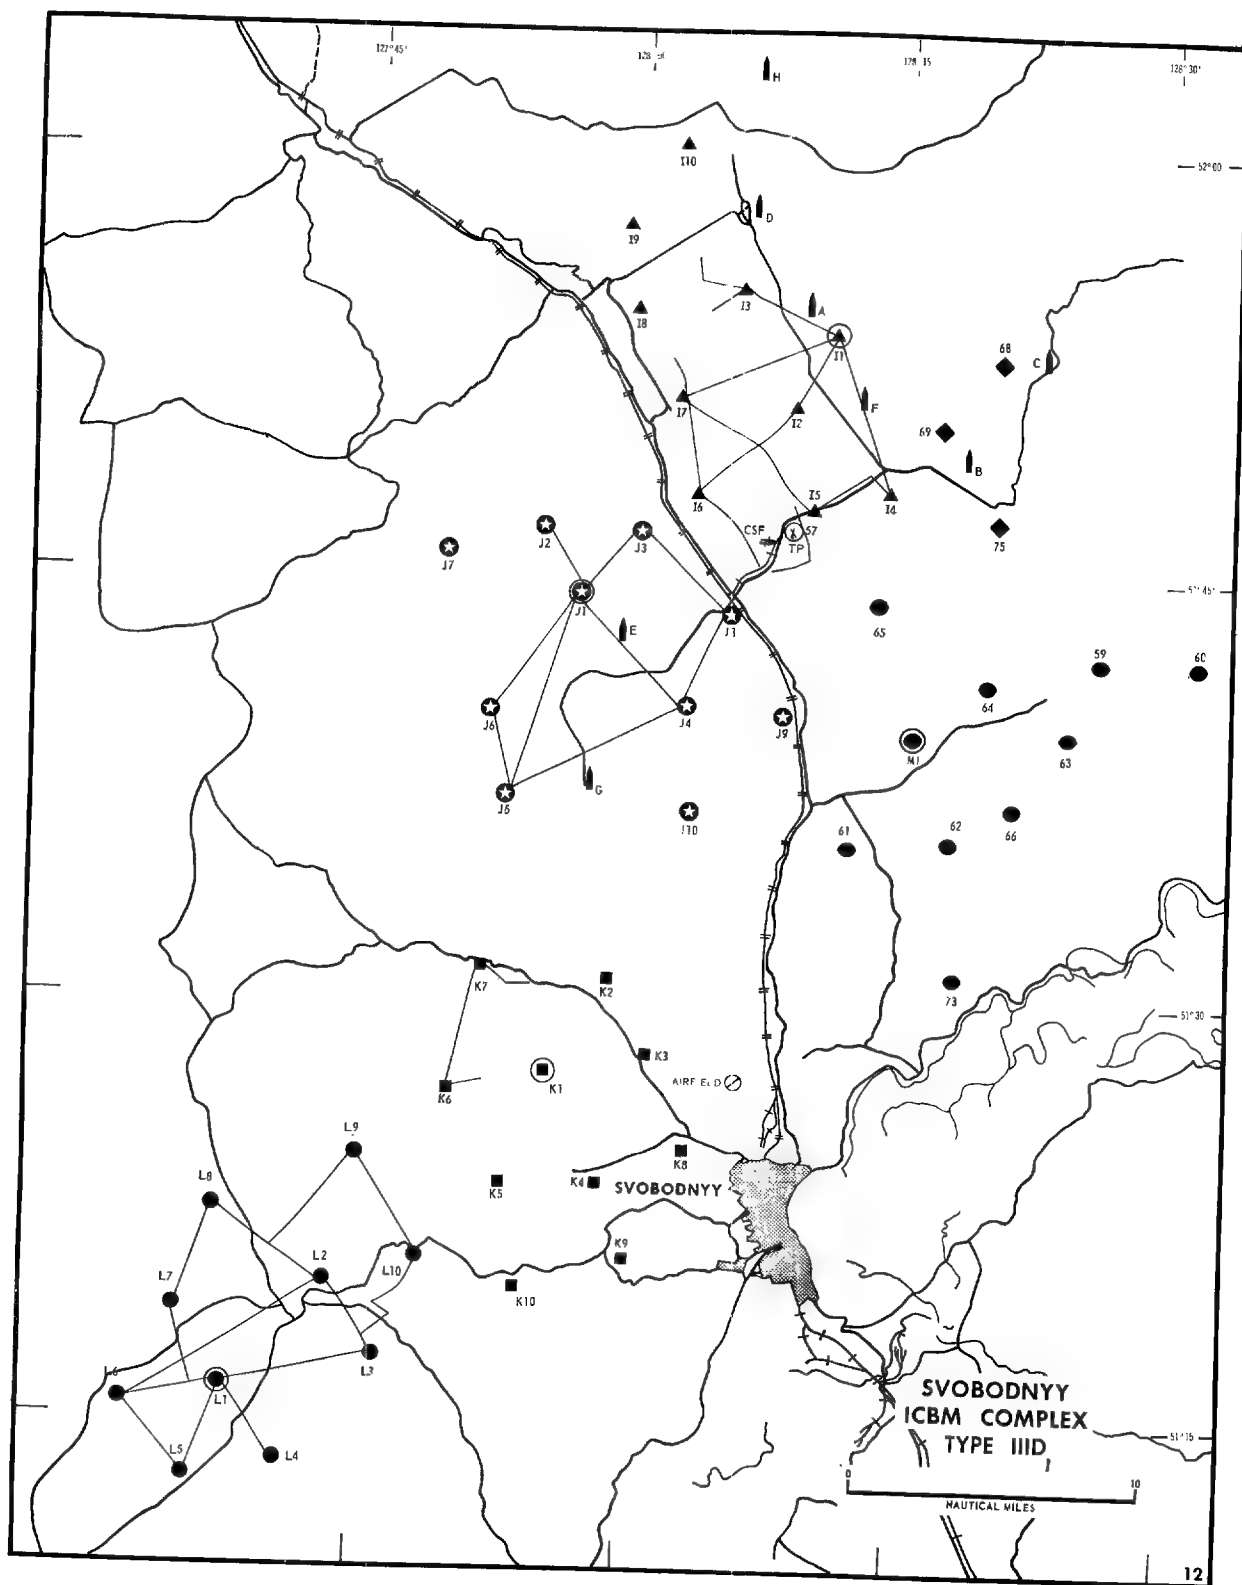 127°45'
128°15'
128°30'
H
I10
52°00
D
I9
I3
A
I8
I1
68
C
F
I7
I2
69
B
I6
I5
I4
J2
J3
CSF
57
TP
75
J7
J1
51°45'
E
65
59
60
64
J6
J4
J9
M1
63
G
J5
J10
61
62
66
K7
K2
73
51°30
K3
AIRF ELD
K1
K6
L9
K8
L8
K5
K4
SVOBODNYY
K9
L2
L10
L7
K10
L3
L6
L1
SVOBODNYY
ICBM COMPLEX
TYPE IIID
L5
L4
51°15
0
10
NAUTICAL MILES
12